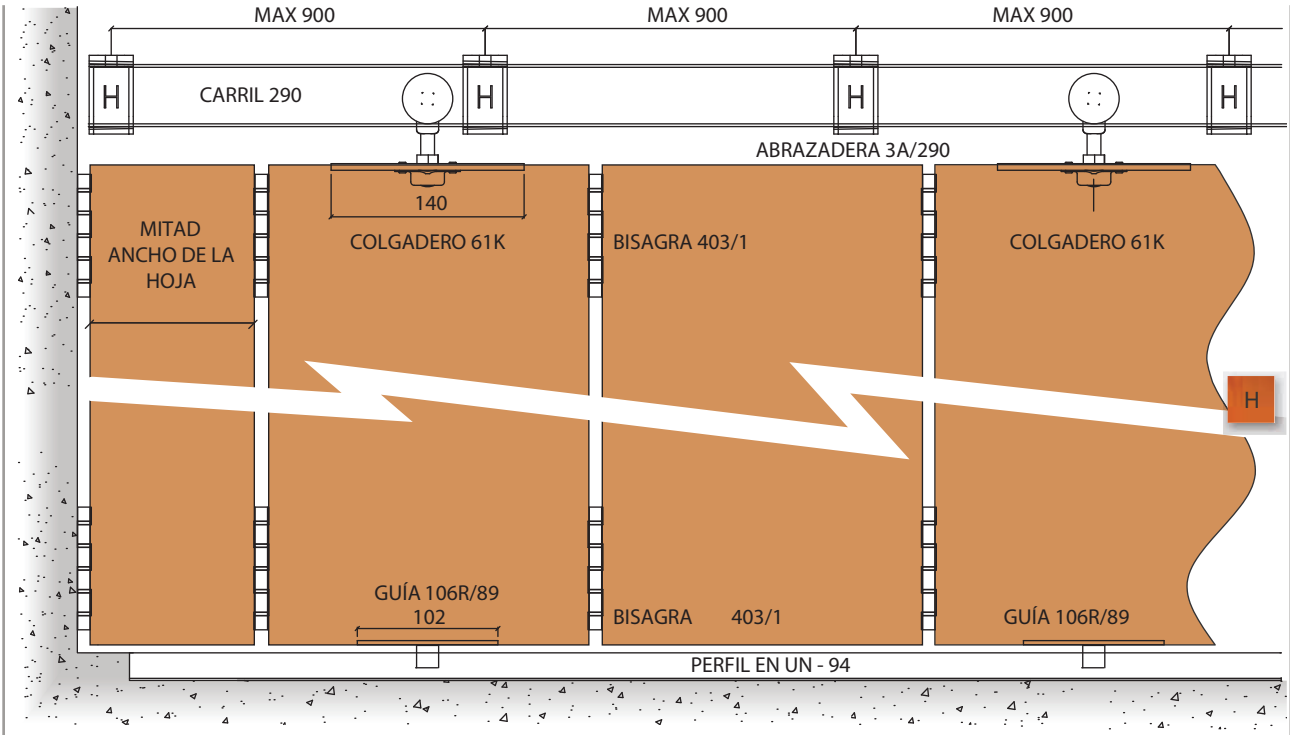 MAX 900
MAX 900
MAX 900
H
CARRIL 290
H
H
H
ABRAZADERA 3A/290
140
MITAD
ANCHO DE LA
HOJA
COLGADERO 61K
BISAGRA 403/1
COLGADERO 61K
H
GUÍA 106R/89
102
BISAGRA 403/1
GUÍA 106R/89
PERFIL EN UN - 94